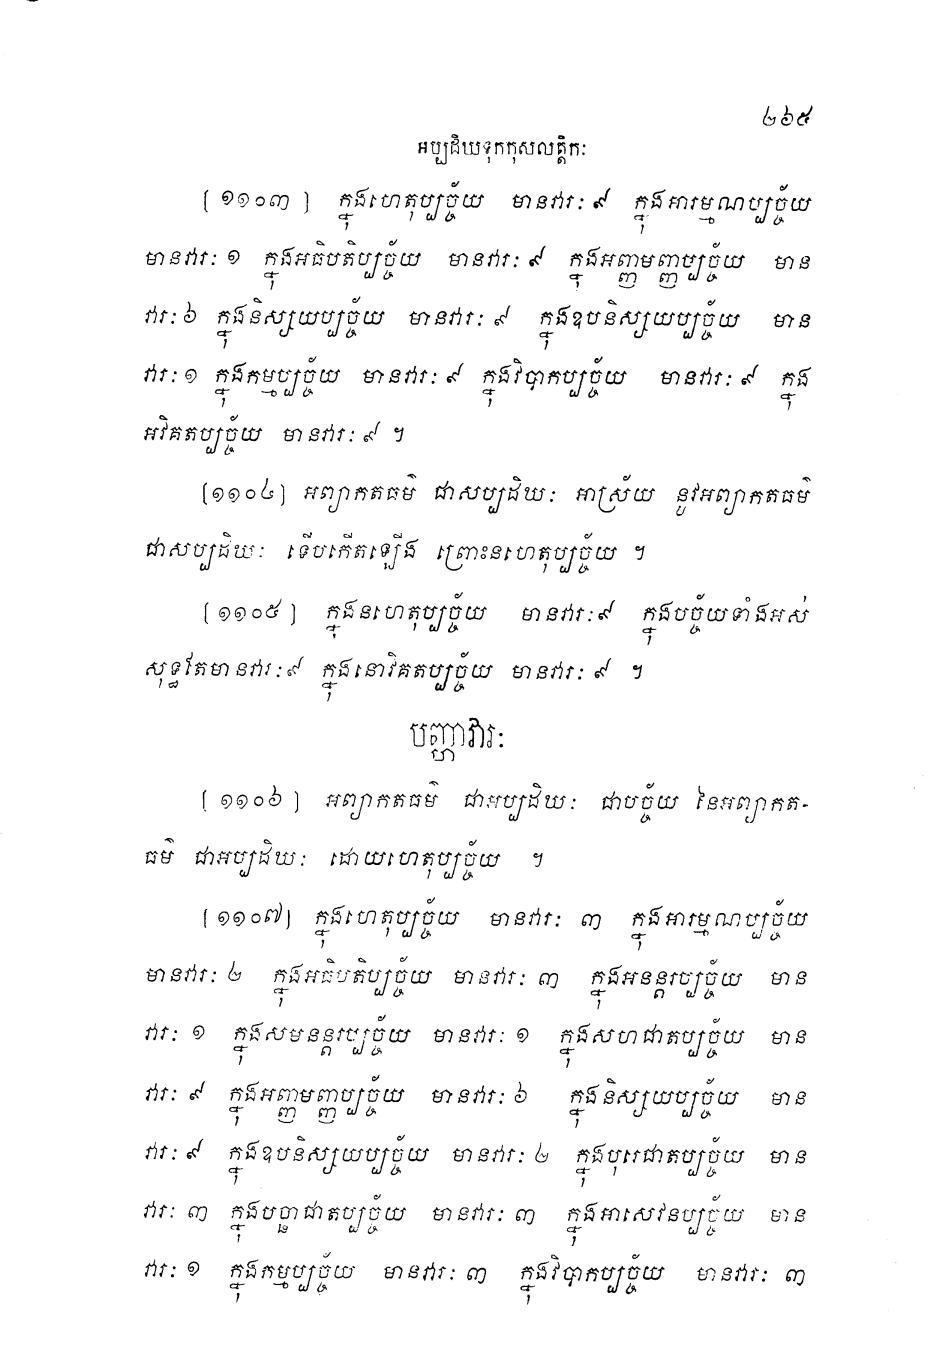 ២៦៥
អប្បដិឃទុកកុសលត្តិកៈ
[១១០៣] ក្នុងហេតុប្បច្ច័យ មានវារៈ ៩ ក្នុងអារម្មណប្បច្ច័យ
មានវារៈ ១ ក្នុងអធិបតិប្បច្ច័យ មានវារៈ ៩ ក្នុងអញ្ញមញ្ញប្បច្ច័យ មាន
វារៈ ៦ ក្នុងនិស្សយប្បច្ច័យ មានវារៈ ៩ ក្នុងឧបនិស្សយប្បច្ច័យ មាន
វារៈ ១ ក្នុងកម្មប្បច្ច័យ មានវារៈ ៩ ក្នុងវិបាកប្បច្ច័យ មានវារៈ ៩ ក្នុង
អវិគតប្បច្ច័យ មានវារៈ ៩ ។
[១១០៤] អព្យាកតធម៌ ជាសប្បដិឃៈ អាស្រ័យ នូវអព្យាកតធម៌
ជាសប្បដិឃៈ ទើបកើតឡើង ព្រោះនហេតុប្បច្ច័យ ។
[១១០៥] ក្នុងនហេតុប្បច្ច័យ មានវារៈ ៩ ក្នុងបច្ច័យទាំងអស់
សុទ្ធតែមានវារៈ ៩ ក្នុងនោវិគតប្បច្ច័យ មានវារៈ ៩ ។
បញ្ហាវារៈ
[១១០៦] អព្យាកតធម៌ ជាអប្បដិឃៈ ជាបច្ច័យ នៃអព្យាកត-
ធម៌ ជាអប្បដិឃៈ ដោយហេតុប្បច្ច័យ ។
[១១០៧] ក្នុងហេតុប្បច្ច័យ មានវារៈ ៣ ក្នុងអារម្មណប្បច្ច័យ
មានវារៈ ២ ក្នុងអធិបតិប្បច្ច័យ មានវារៈ ៣ ក្នុងអនន្តរប្បច្ច័យ មាន
វារៈ ១ ក្នុងសមនន្តរប្បច្ច័យ មានវារៈ ១ ក្នុងសហជាតប្បច្ច័យ មាន
វារៈ ៩ ក្នុងអញ្ញមញ្ញប្បច្ច័យ មានវារៈ ៦ ក្នុងនិស្សយប្បច្ច័យ មាន
វារៈ ៩ ក្នុងឧបនិស្សយប្បច្ច័យ មានវារៈ ២ ក្នុងបុរេជាតប្បច្ច័យ មាន
វារៈ ៣ ក្នុងបច្ឆាជាតប្បច្ច័យ មានវារៈ ៣ ក្នុងអាសេវនប្បច្ច័យ មាន
វារៈ ១ ក្នុងកម្មប្បច្ច័យ មានវារៈ ៣ ក្នុងវិបាកប្បច្ច័យ មានវារៈ ៣